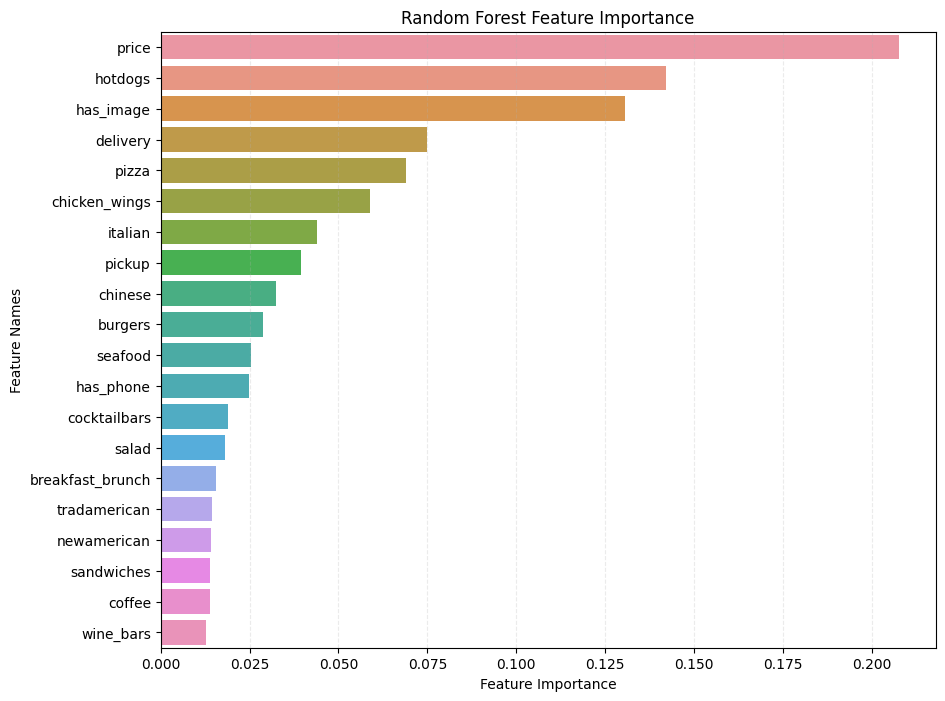 Random Forest Feature Importance
Feature Names
price
hotdogs
has_image
delivery
pizza
chicken_wings
italian
pickup
chinese
burgers
seafood
has_phone
cocktailbars
salad
breakfast_brunch
tradamerican
newamerican
sandwiches
coffee
wine_bars
0.000 0.025 0.050 0.075 0.100 0.125 0.150 0.175 0.200
Feature Importance